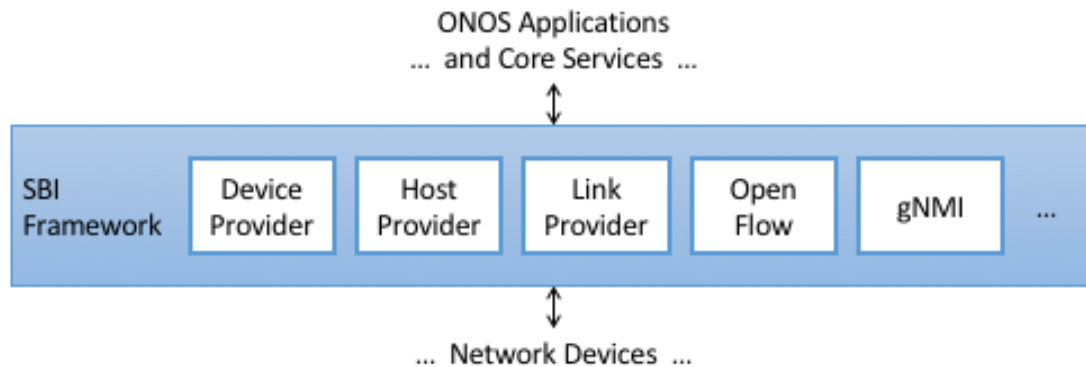 ONOS Applications
... and Core Services ...
SBI
Framework
Device
Provider
Host
Provider
Link
Provider
Open
Flow
gNMI
...
... Network Devices ...